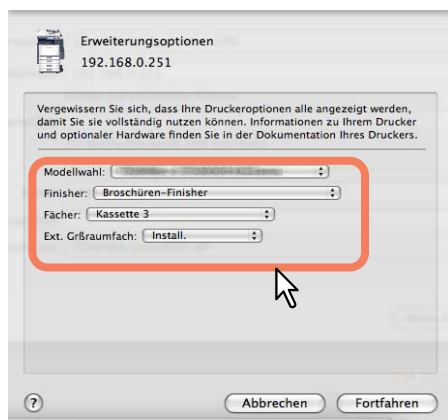 Erweiterungsoptionen
192.168.0.251
Vergewissern Sie sich, dass Ihre Druckeroptionen alle angezeigt werden,
damit Sie sie vollständig nutzen können. Informationen zu Ihrem Drucker
und optionaler Hardware finden Sie in der Dokumentation Ihres Druckers.
Modellwahl:
Finisher: Broschüren-Finisher
Fächer: Kassette 3
Ext. Grßraumfach: Install.
? Abbrechen Fortfahren